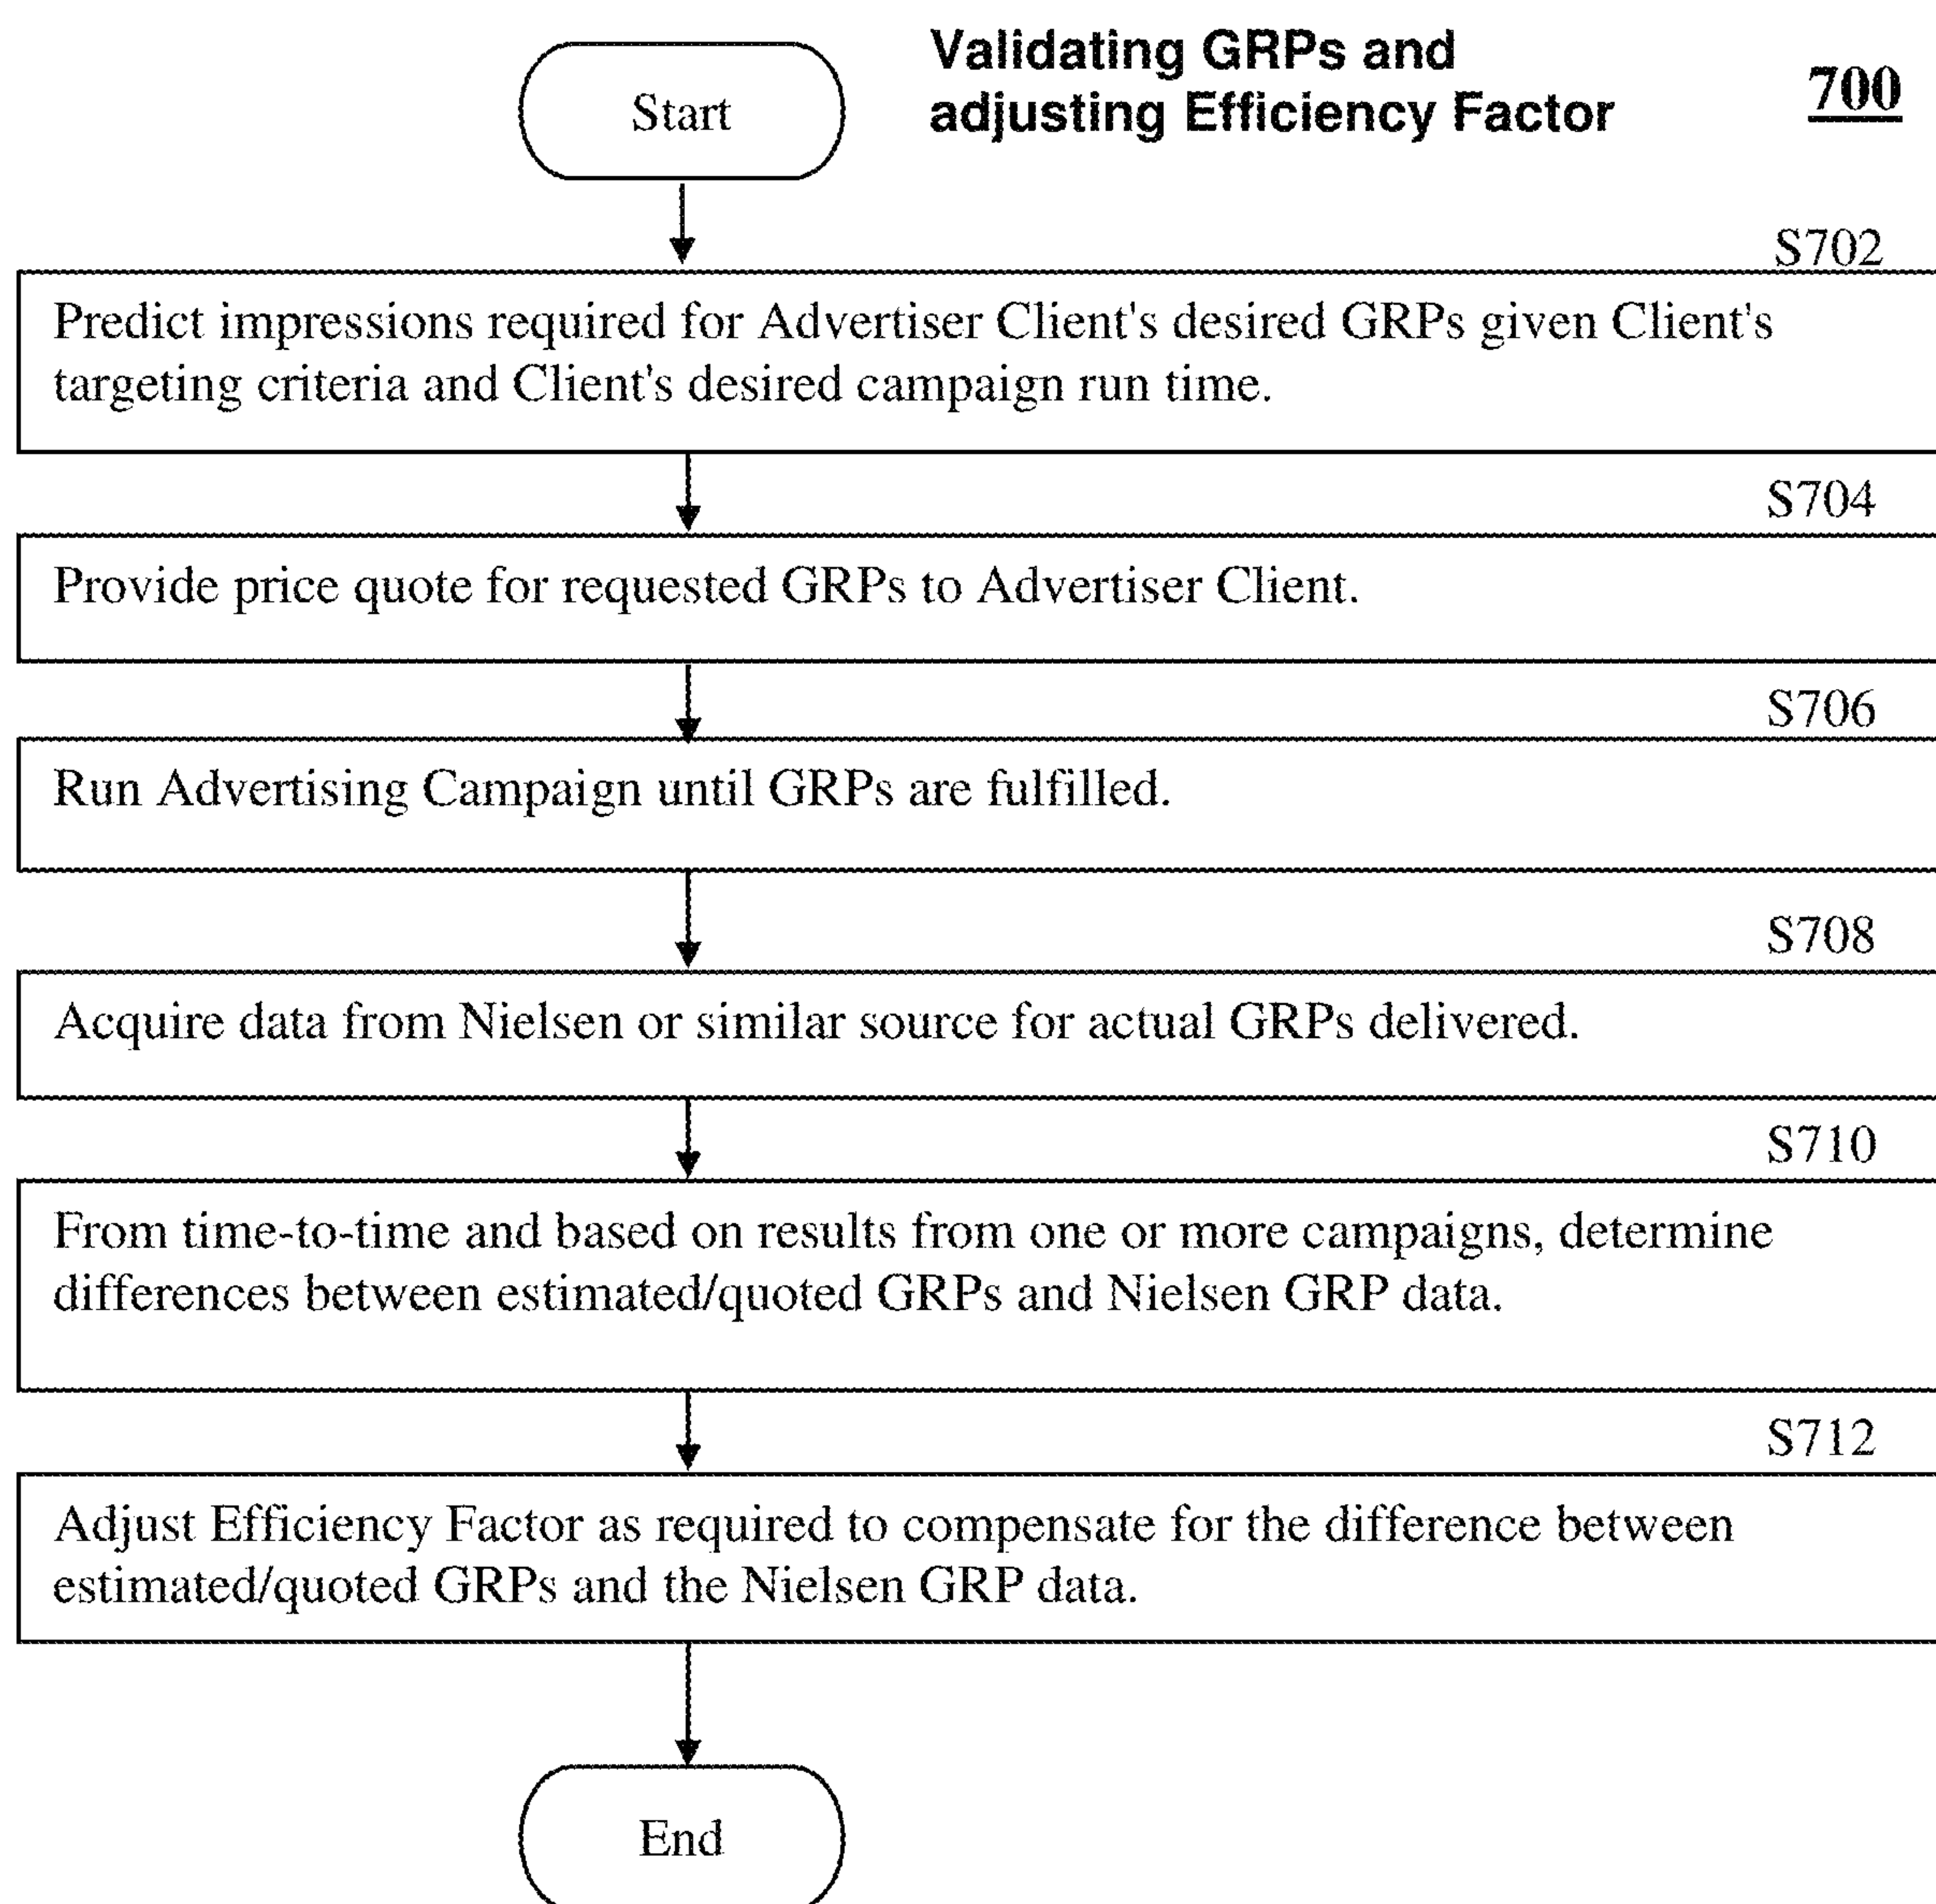 Validating GRPs and
adjusting Efficiency Factor
700
Start
S702
Predict impressions required for Advertiser Client's desired GRPs given Client's
targeting criteria and Client's desired campaign run time.
S704
Provide price quote for requested GRPs to Advertiser Client.
S706
Run Advertising Campaign until GRPs are fulfilled.
S708
Acquire data from Nielsen or similar source for actual GRPs delivered.
S710
From time-to-time and based on results from one or more campaigns, determine
differences between estimated/quoted GRPs and Nielsen GRP data.
S712
Adjust Efficiency Factor as required to compensate for the difference between
estimated/quoted GRPs and the Nielsen GRP data.
End